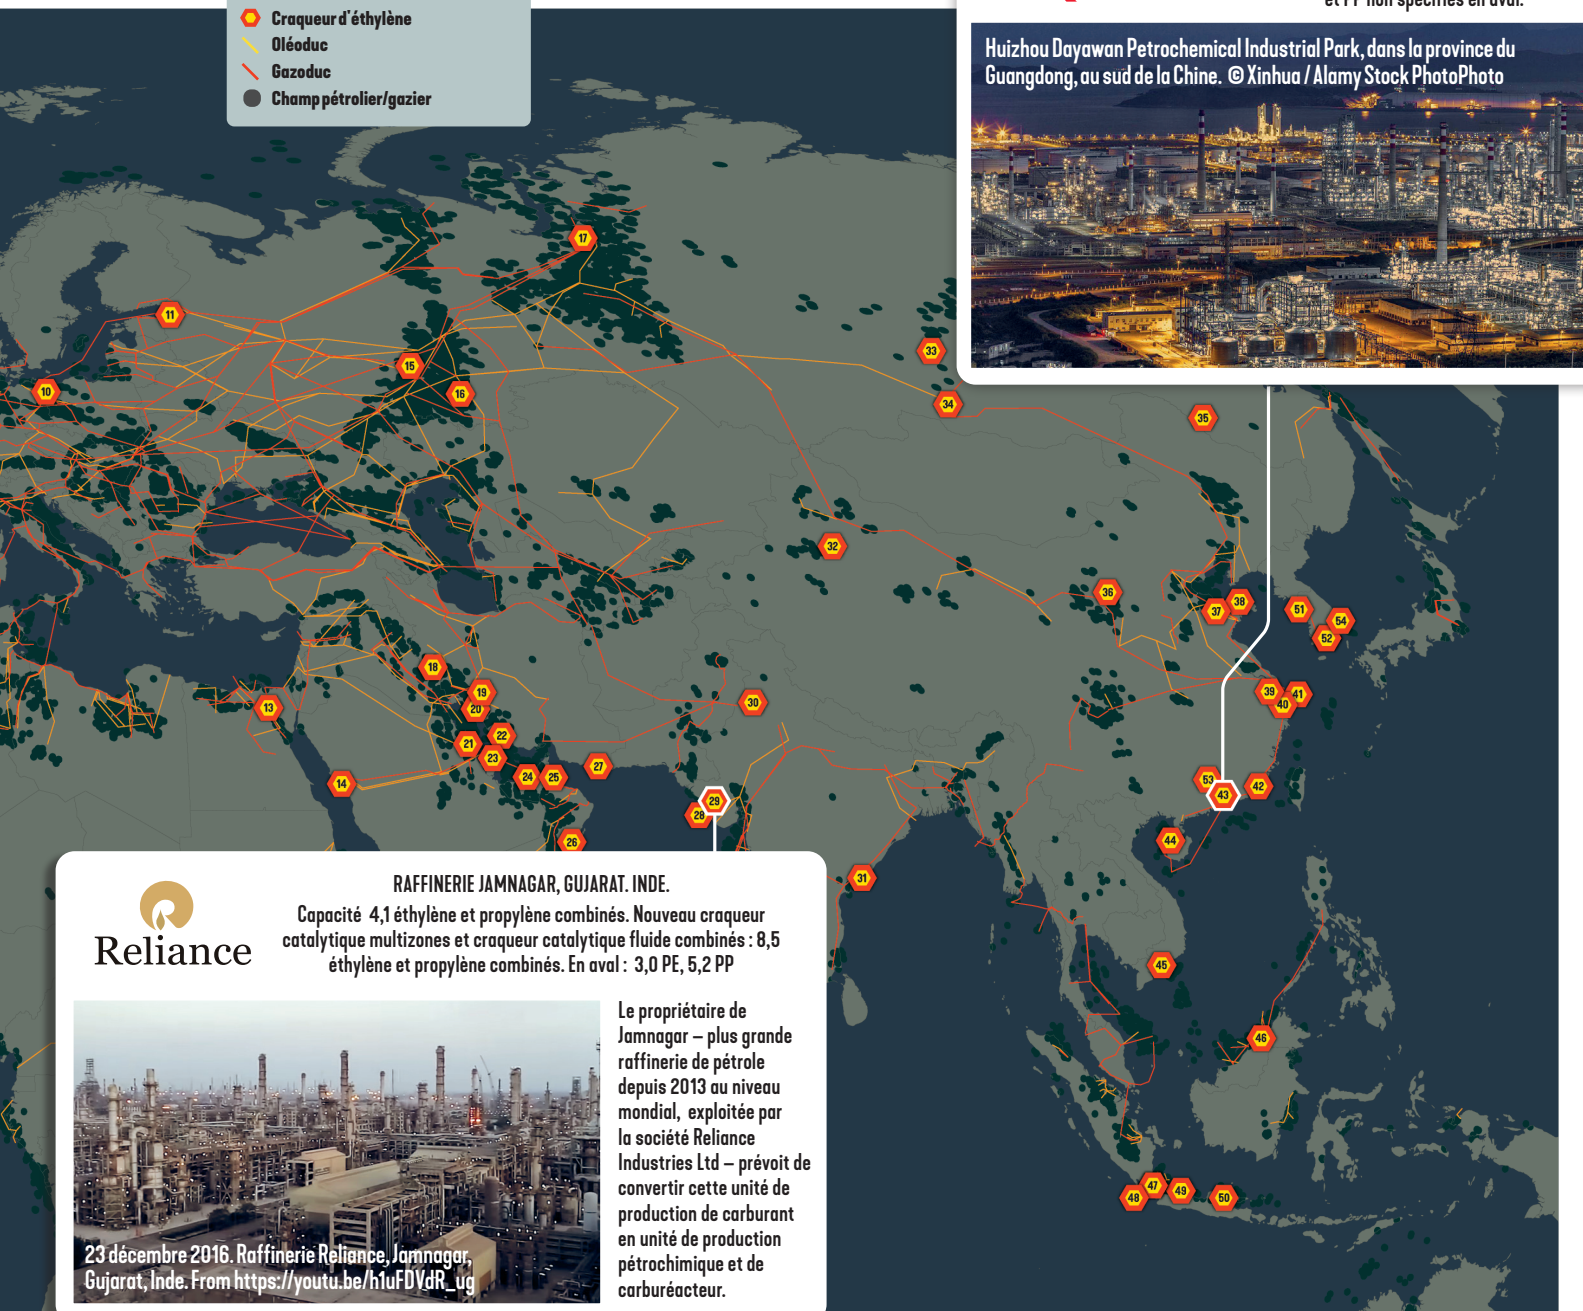 Craqueur d'éthylène
Oléoduc
Gazoduc
Champ pétrolier/gazier
et PP non spécifiés en aval.
Huizhou Dayawan Petrochemical Industrial Park, dans la province du
Guangdong, au sud de la Chine. © Xinhua / Alamy Stock PhotoPhoto
17
11
15
16
10
33
34
35
32
36
37
38
51
54
52
18
19
20
13
21
22
23
24
25
27
14
26
30
29
28
31
39
41
40
53
43
42
44
45
46
47
48
49
50
RAFFINERIE JAMNAGAR, GUJARAT. INDE.
Capacité 4,1 éthylène et propylène combinés. Nouveau craqueur
catalytique multizones et craqueur catalytique fluide combinés : 8,5
éthylène et propylène combinés. En aval : 3,0 PE, 5,2 PP
Reliance
Le propriétaire de
Jamnagar – plus grande
raffinerie de pétrole
depuis 2013 au niveau
mondial, exploitée par
la société Reliance
Industries Ltd – prévoit de
convertir cette unité de
production de carburant
en unité de production
pétrochimique et de
carburéacteur.
23 décembre 2016. Raffinerie Reliance, Jamnagar,
Gujarat, Inde. From https://youtu.be/h1uFDVdR_ug